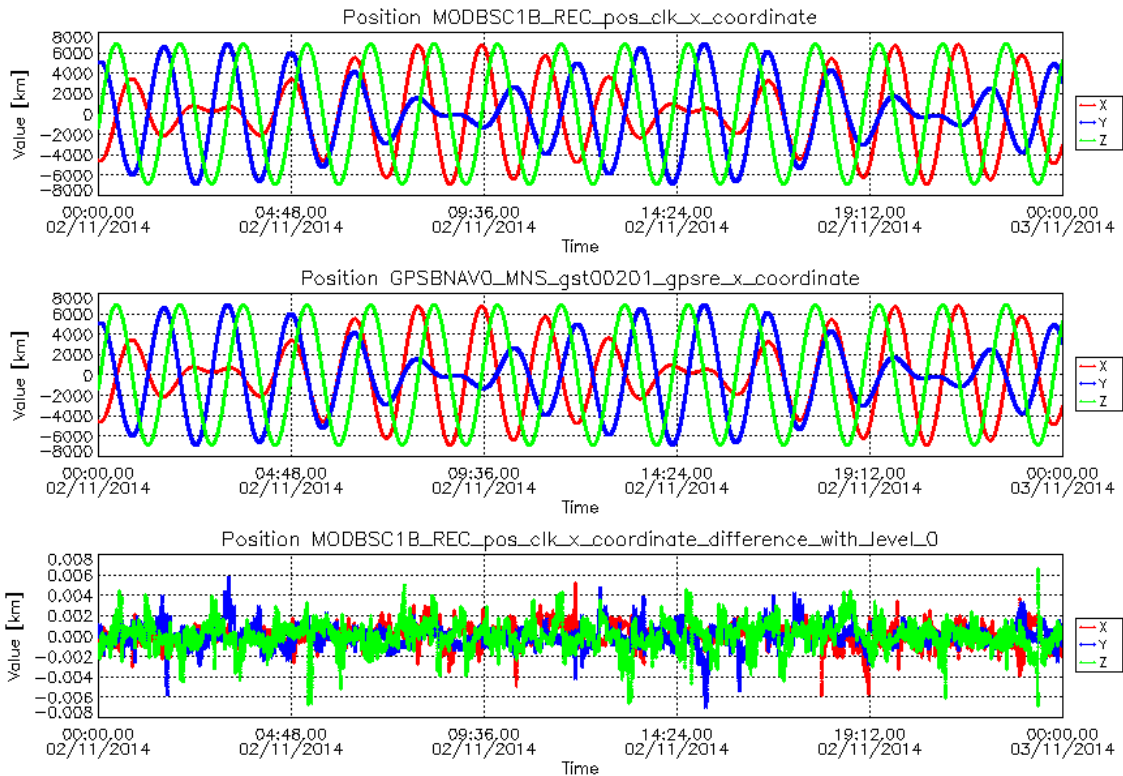 Position MODBSC1B_REC_pos_clk_x_coordinate
Value [km]
8000
6000
4000
2000
0
−2000
−4000
−6000
−8000
00:00,00 04:48,00 09:36,00 14:24,00 19:12,00 00:00,00
02/11/2014 02/11/2014 02/11/2014 02/11/2014 02/11/2014 03/11/2014
Time
X
Y
Z
Position GPSBNAV0_MNS_gst00201_gpsre_x_coordinate
Value [km]
8000
6000
4000
2000
0
−2000
−4000
−6000
−8000
00:00,00 04:48,00 09:36,00 14:24,00 19:12,00 00:00,00
02/11/2014 02/11/2014 02/11/2014 02/11/2014 02/11/2014 03/11/2014
Time
X
Y
Z
Position MODBSC1B_REC_pos_clk_x_coordinate_difference_with_level_0
Value [km]
0.008
0.006
0.004
0.002
0.000
−0.002
−0.004
−0.006
−0.008
00:00,00 04:48,00 09:36,00 14:24,00 19:12,00 00:00,00
02/11/2014 02/11/2014 02/11/2014 02/11/2014 02/11/2014 03/11/2014
Time
X
Y
Z